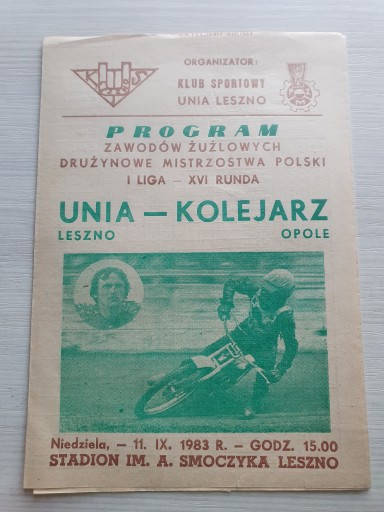 ORGANIZATOR:
KLUB SPORTOWY
UNIA LESZNO
PROGRAM
ZAWODÓW ŻUŻLOWYCH
DRUŻYNOWE MISTRZOSTWA POLSKI
I LIGA — XVI RUNDA
UNIA — KOLEJARZ
LESZNO OPOLE
Niedziela, — 11. IX. 1983 R. — GODZ. 15.00
STADION IM. A. SMOCZYKA LESZNO